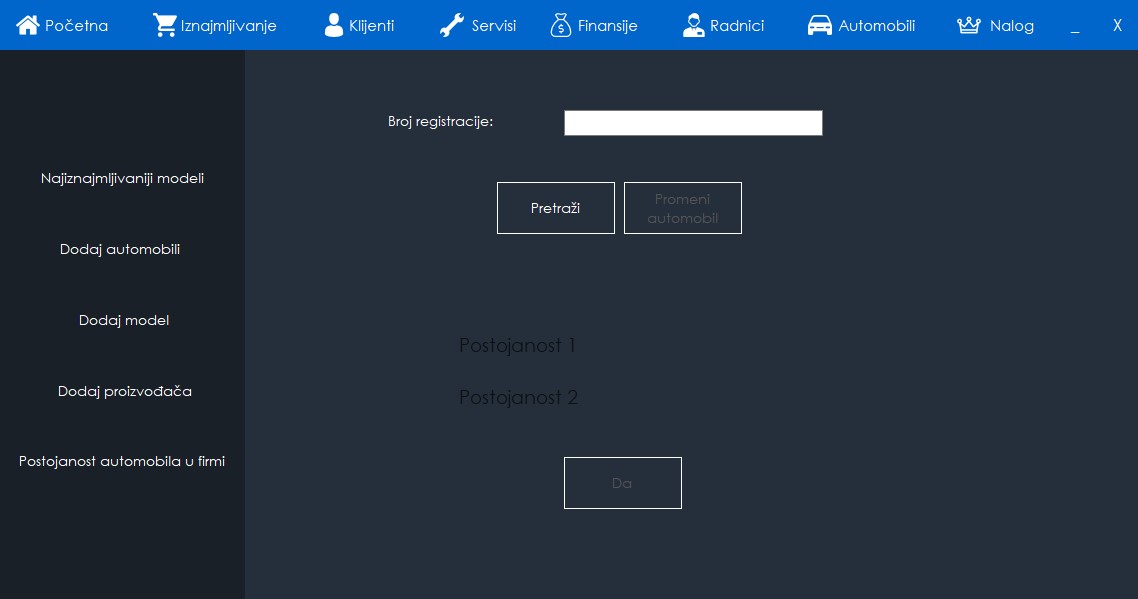 Početna Iznajmljivanje Klijenti Servisi Finansije Radnici Automobili Nalog _ X
Broj registracije:
Najiznajmljivaniji modeli
Pretraži
Promeni
automobil
Dodaj automobili
Dodaj model
Postojanost 1
Dodaj proizvođača
Postojanost 2
Postojanost automobila u firmi
Da